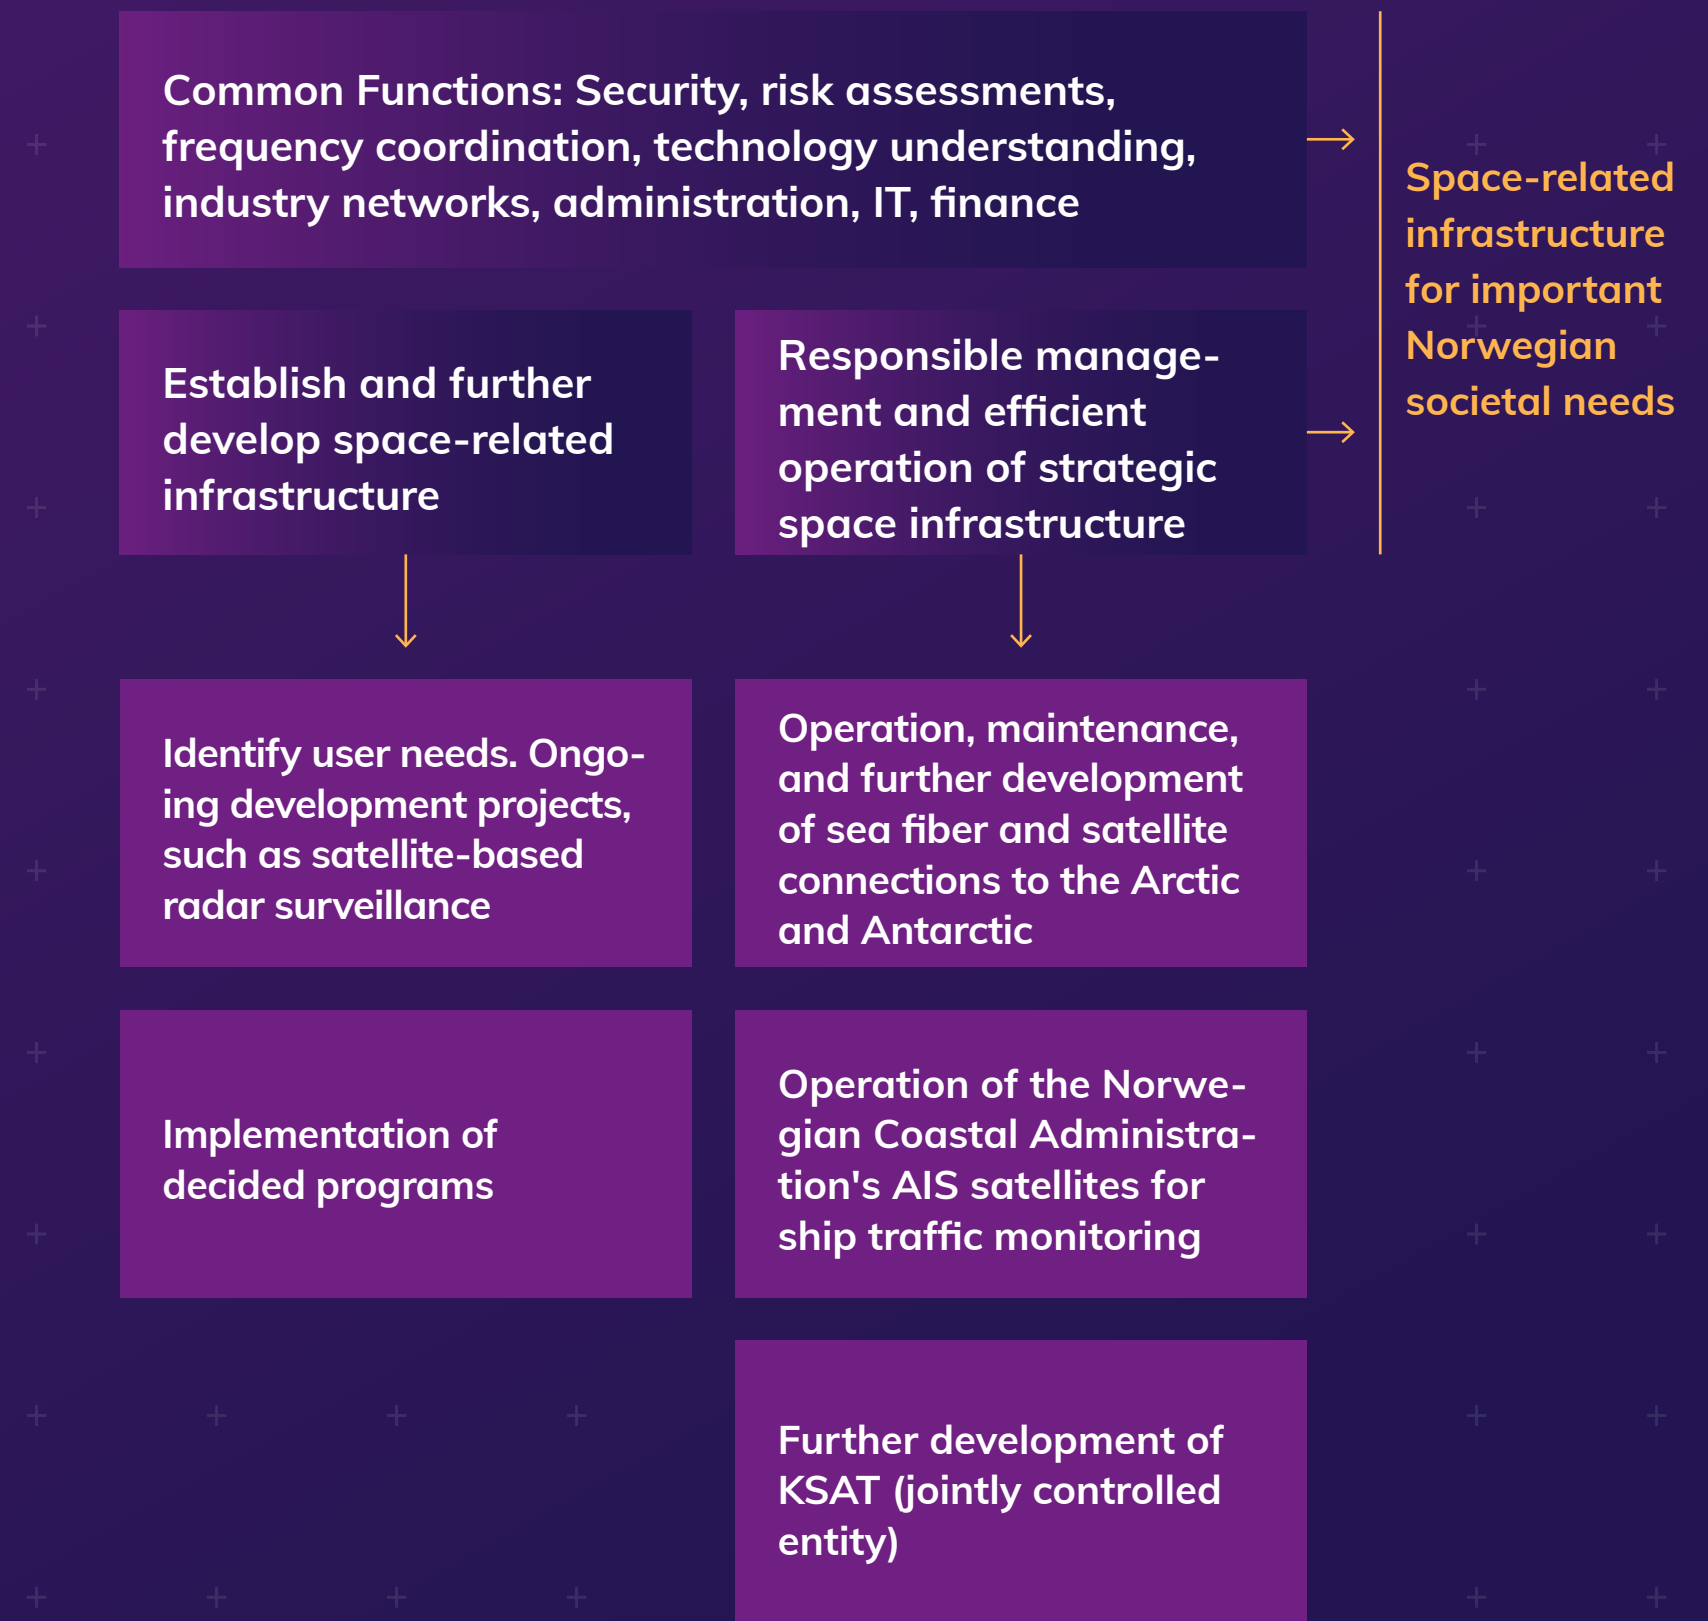 Common Functions: Security, risk assessments,
frequency coordination, technology understanding,
industry networks, administration, IT, finance
Space-related
infrastructure
for important
Norwegian
societal needs
Establish and further
develop space-related
infrastructure
Responsible manage-
ment and efficient
operation of strategic
space infrastructure
Identify user needs. Ongo-
ing development projects,
such as satellite-based
radar surveillance
Operation, maintenance,
and further development
of sea fiber and satellite
connections to the Arctic
and Antarctic
Implementation of
decided programs
Operation of the Norwe-
gian Coastal Administra-
tion's AIS satellites for
ship traffic monitoring
Further development of
KSAT (jointly controlled
entity)